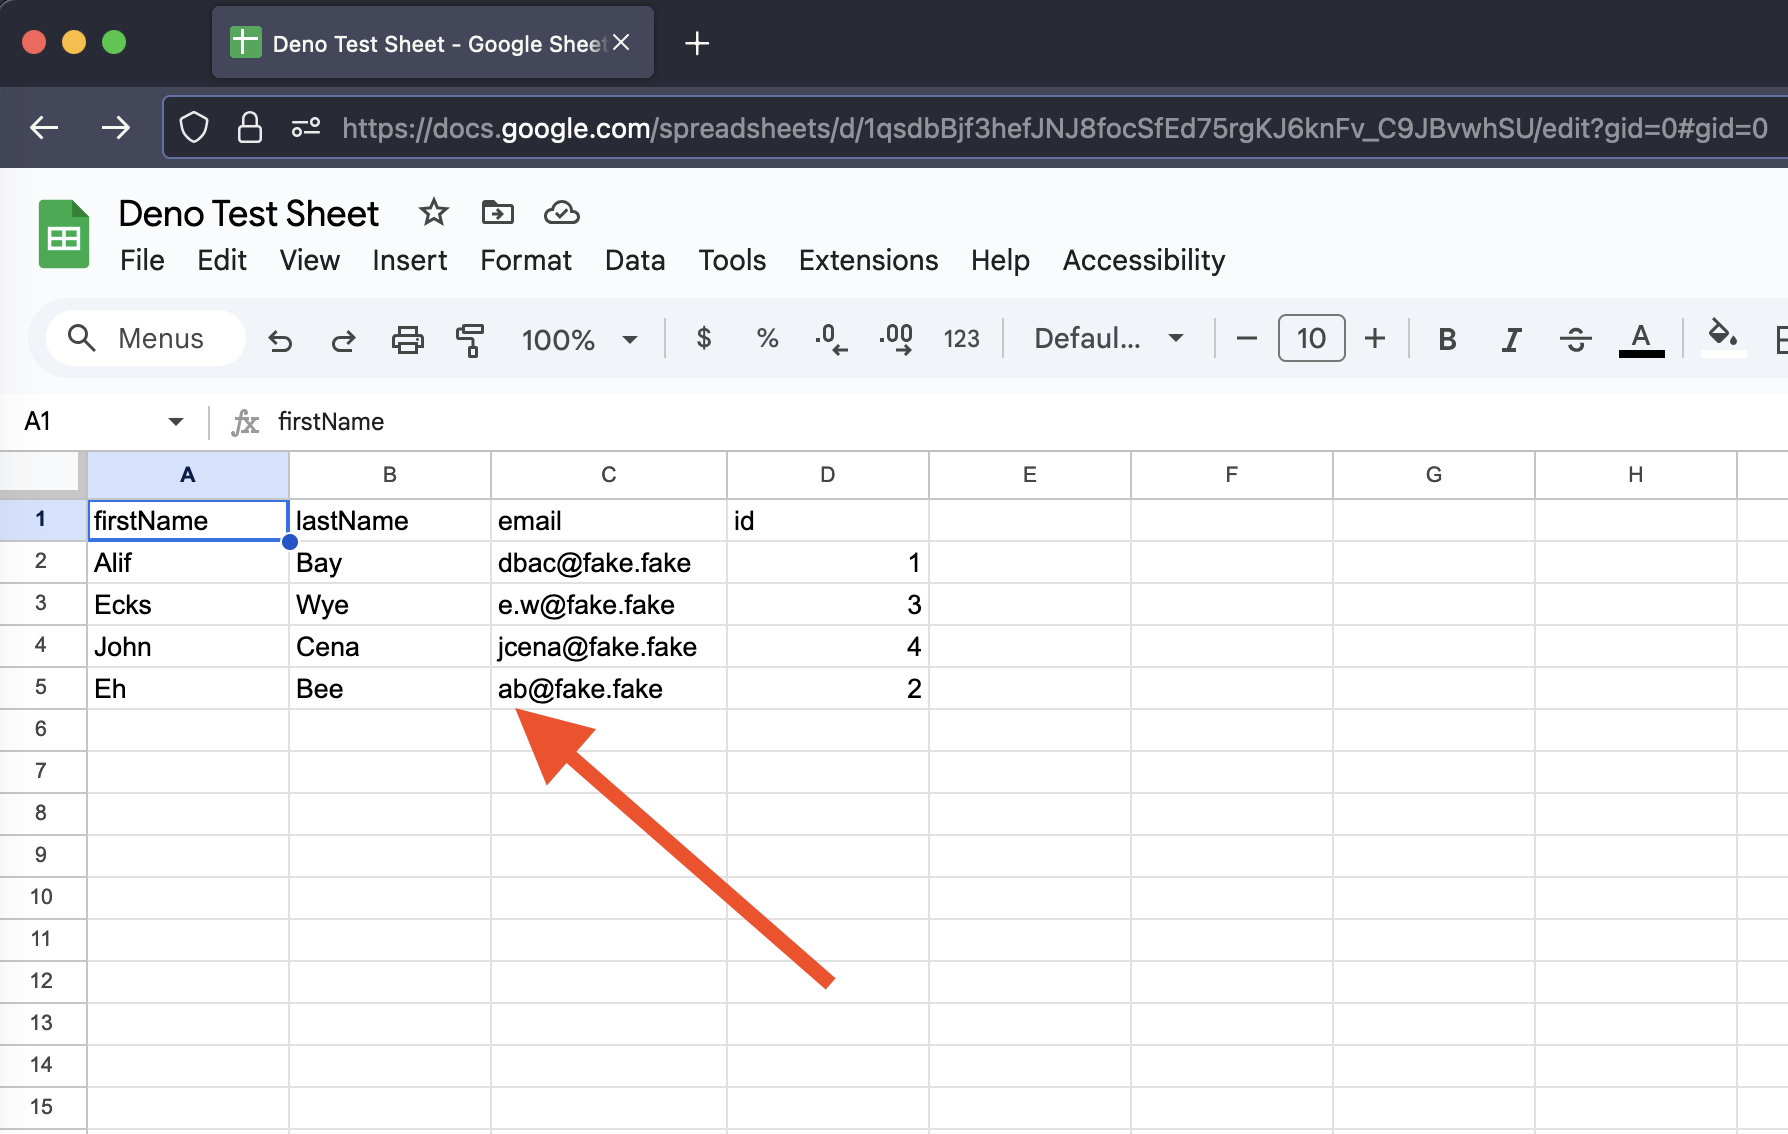 Deno Test Sheet - Google Sheet
https://docs.google.com/spreadsheets/d/1qsdbBjf3hefJNJ8focSfEd75rgKJ6knFv_C9JBvwhSU/edit?gid=0#gid=0
Deno Test Sheet
File Edit View Insert Format Data Tools Extensions Help Accessibility
Menus 100% $ % .0 .00 123 Defaul... 10 B I S A
A1 fx firstName
A B C D E F G H
1 firstName lastName email id
2 Alif Bay dbac@fake.fake 1
3 Ecks Wye e.w@fake.fake 3
4 John Cena jcena@fake.fake 4
5 Eh Bee ab@fake.fake 2
6
7
8
9
10
11
12
13
14
15